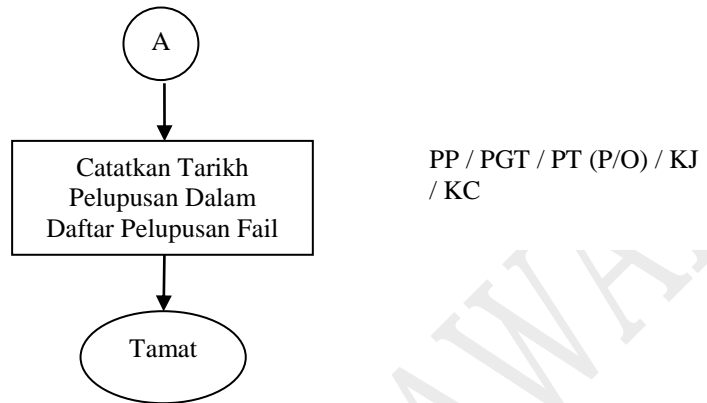 A
Catatkan Tarikh
Pelupusan Dalam
Daftar Pelupusan Fail
PP / PGT / PT (P/O) / KJ
/ KC
Tamat